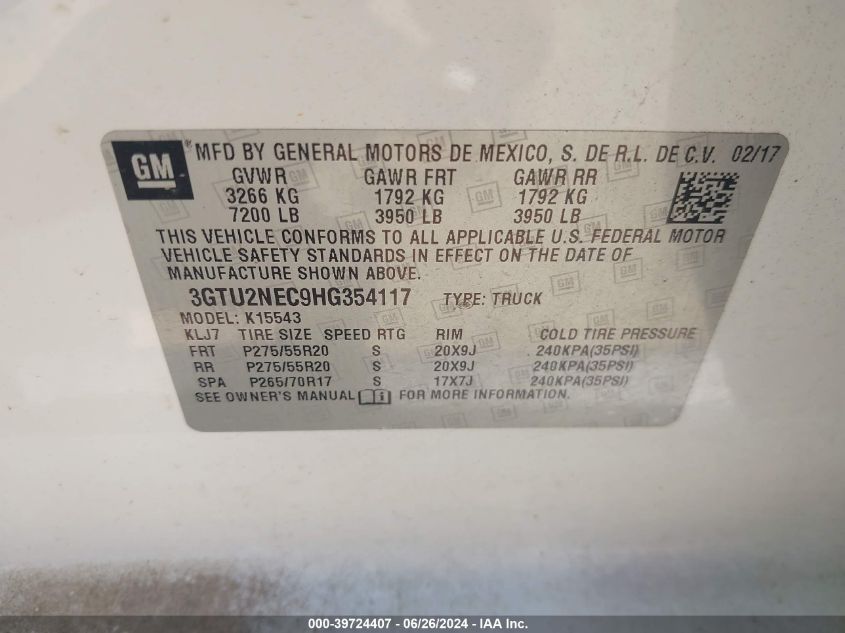 GM ® MFD BY GENERAL MOTORS DE MEXICO, S. DE R.L. DE C.V. 02/17
GVWR GAWR FRT GAWR RR
3266 KG 1792 KG 1792 KG
7200 LB 3950 LB 3950 LB
THIS VEHICLE CONFORMS TO ALL APPLICABLE U.S. FEDERAL MOTOR
VEHICLE SAFETY STANDARDS IN EFFECT ON THE DATE OF
MANUFACTURE SHOWN ABOVE.
3GTU2NEC9HG354117 TYPE: TRUCK
MODEL: K15543
KLJ7 TIRE SIZE SPEED RTG RIM COLD TIRE PRESSURE
FRT P275/55R20 S 20X9J 240KPA(35PSI)
RR P275/55R20 S 20X9J 240KPA(35PSI)
SPA P265/70R17 S 17X7J 240KPA(35PSI)
SEE OWNER'S MANUAL FOR MORE INFORMATION.
000-39724407 - 06/26/2024 - IAA Inc.